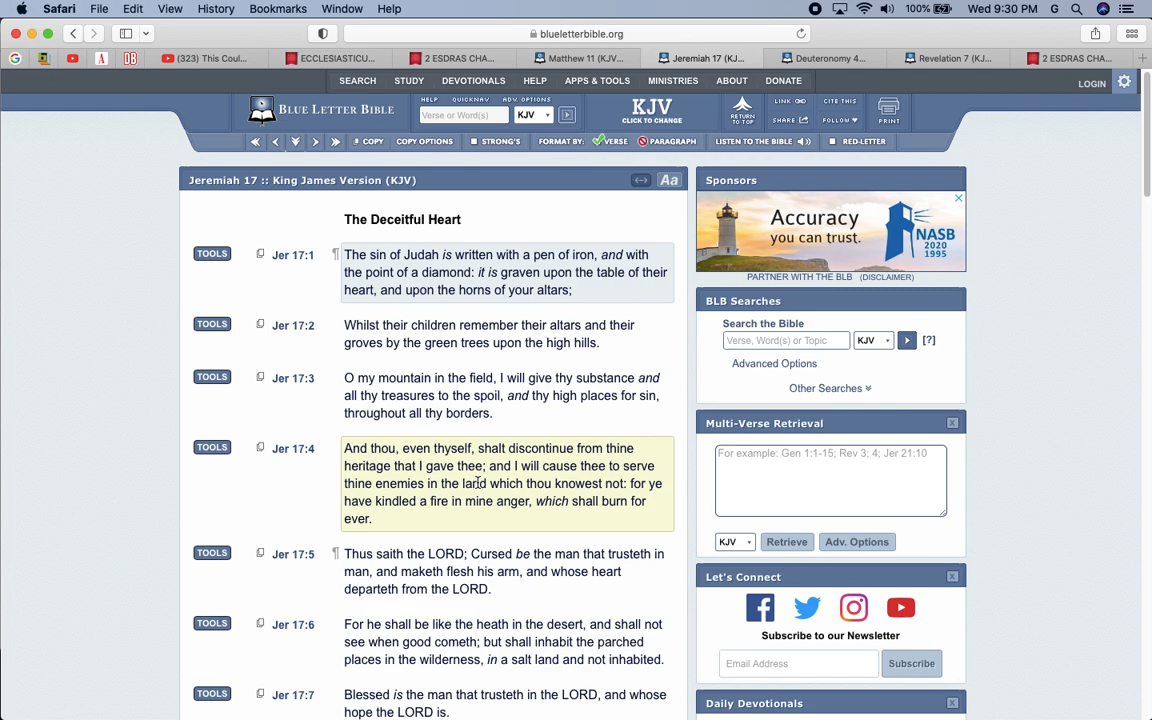 Safari File Edit View History Bookmarks Window Help 100% Wed 9:30 PM G
blueletterbible.org
(323) This Coul... ECCLESIASTICU... 2 ESDRAS CHA... Matthew 11 (KJV... Jeremiah 17 (KJ... Deuteronomy 4... Revelation 7 (KJ... 2 ESDRAS CHA...
SEARCH STUDY DEVOTIONALS HELP APPS & TOOLS MINISTRIES ABOUT DONATE LOGIN
BLUE LETTER BIBLE
HELP QUICKNAV ADV. OPTIONS
Verse or Word(s) KJV
KJV
CLICK TO CHANGE
RETURN TO TOP
LINK CITE THIS
SHARE FOLLOW
PRINT
COPY COPY OPTIONS STRONG'S FORMAT BY: VERSE PARAGRAPH LISTEN TO THE BIBLE RED-LETTER
Jeremiah 17 :: King James Version (KJV) Aa
The Deceitful Heart
TOOLS Jer 17:1 ¶ The sin of Judah is written with a pen of iron, and with
the point of a diamond: it is graven upon the table of their
heart, and upon the horns of your altars;
TOOLS Jer 17:2 Whilst their children remember their altars and their
groves by the green trees upon the high hills.
TOOLS Jer 17:3 O my mountain in the field, I will give thy substance and
all thy treasures to the spoil, and thy high places for sin,
throughout all thy borders.
TOOLS Jer 17:4 And thou, even thyself, shalt discontinue from thine
heritage that I gave thee; and I will cause thee to serve
thine enemies in the land which thou knowest not: for ye
have kindled a fire in mine anger, which shall burn for
ever.
TOOLS Jer 17:5 ¶ Thus saith the LORD; Cursed be the man that trusteth in
man, and maketh flesh his arm, and whose heart
departeth from the LORD.
TOOLS Jer 17:6 For he shall be like the heath in the desert, and shall not
see when good cometh; but shall inhabit the parched
places in the wilderness, in a salt land and not inhabited.
TOOLS Jer 17:7 Blessed is the man that trusteth in the LORD, and whose
hope the LORD is.
Sponsors
Accuracy
you can trust.
NASB
2020
1995
PARTNER WITH THE BLB (DISCLAIMER)
BLB Searches
Search the Bible
Verse, Word(s) or Topic KJV [?]
Advanced Options
Other Searches
Multi-Verse Retrieval
For example: Gen 1:1-15; Rev 3; 4; Jer 21:10
KJV Retrieve Adv. Options
Let's Connect
Subscribe to our Newsletter
Email Address Subscribe
Daily Devotionals